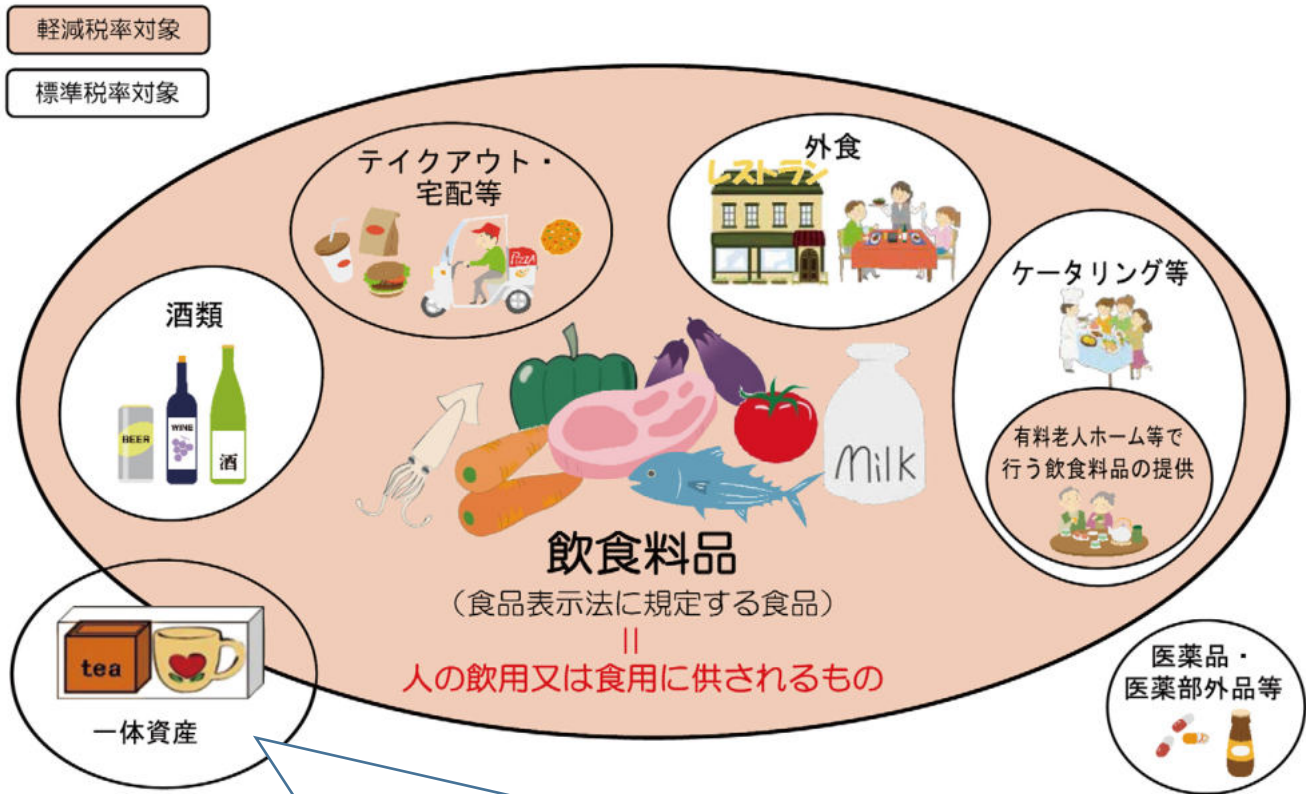 軽減税率対象
標準税率対象
テイクアウト・
宅配等
PIZZA
外食
レストラン
ケータリング等
有料老人ホーム等で
行う飲食料品の提供
酒類
BEER
WINE
酒
Milk
飲食料品
（食品表示法に規定する食品）
||
人の飲用又は食用に供されるもの
tea
一体資産
医薬品・
医薬部外品等